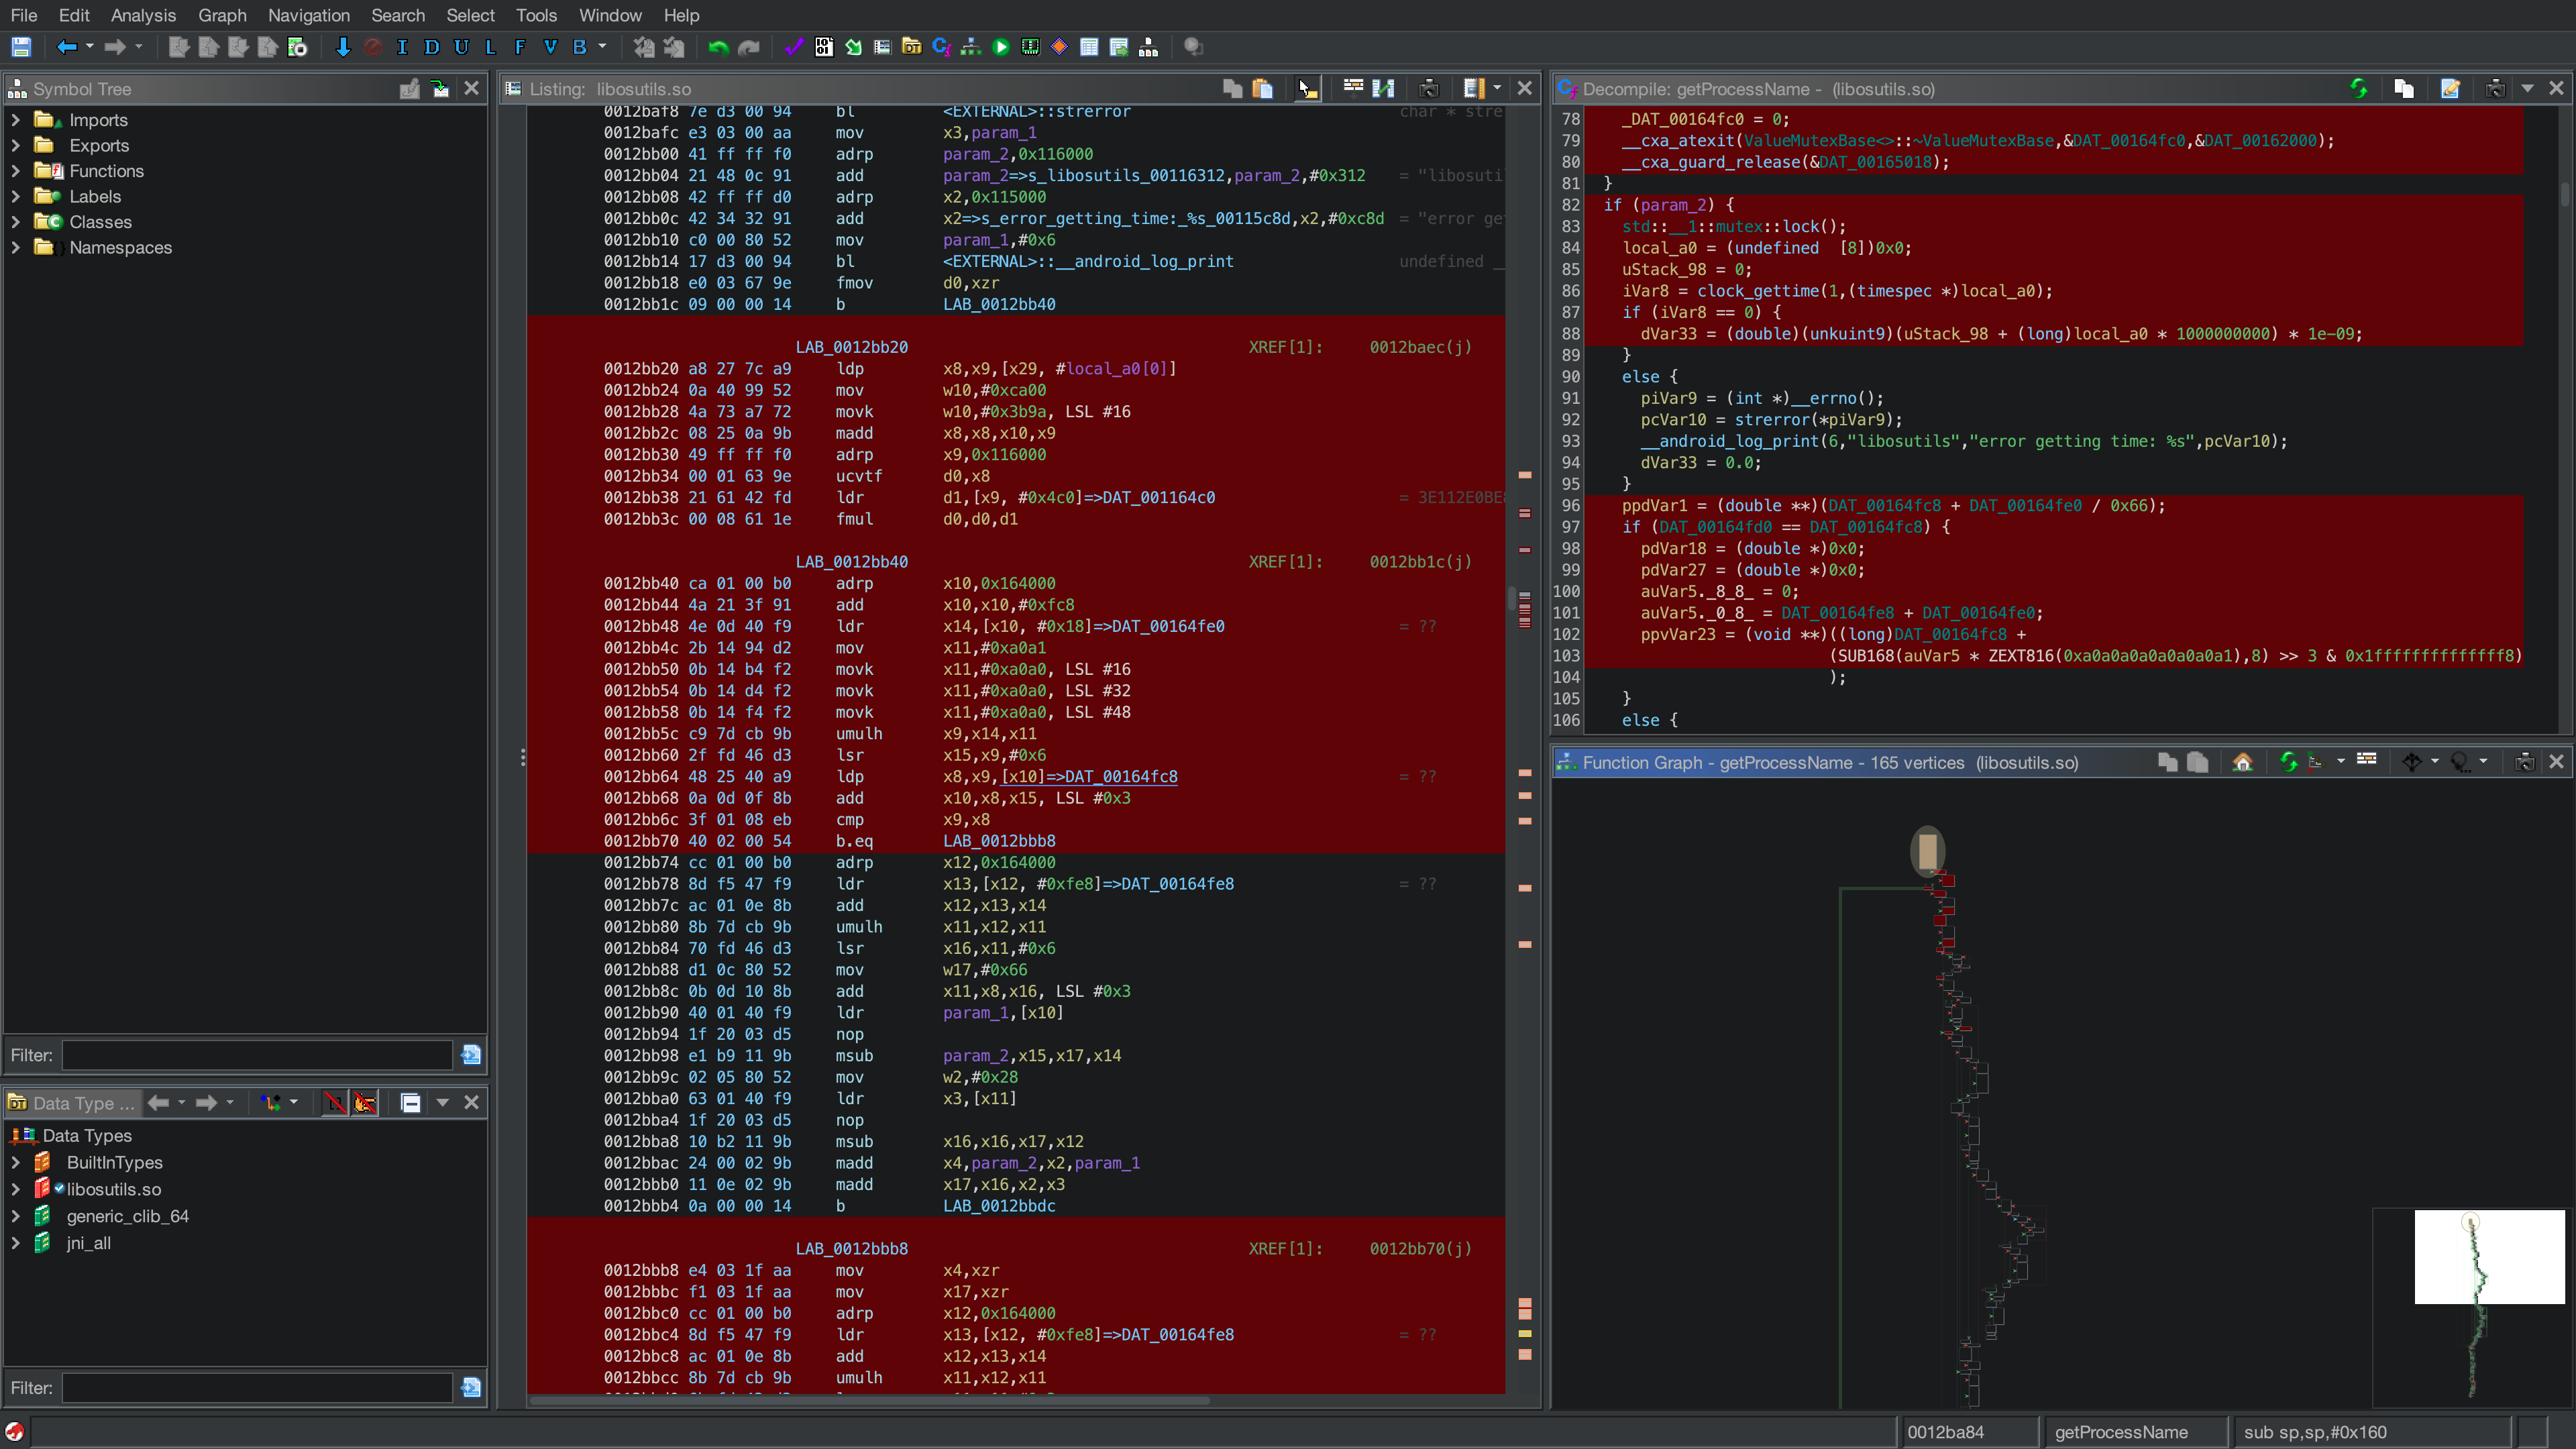 File Edit Analysis Graph Navigation Search Select Tools Window Help
I D U L F V B
Symbol Tree
Imports
Exports
Functions
Labels
Classes
Namespaces
Filter:
Data Type ...
Data Types
BuiltInTypes
libosutils.so
generic_clib_64
jni_all
Filter:
Listing: libosutils.so
0012baf8 7e d3 00 94 bl <EXTERNAL>::strerror char * stre
0012bafc e3 03 00 aa mov x3,param_1
0012bb00 41 ff ff f0 adrp param_2,0x116000
0012bb04 21 48 0c 91 add param_2=>s_libosutils_00116312,param_2,#0x312 = "libosuti
0012bb08 42 ff ff d0 adrp x2,0x115000
0012bb0c 42 34 32 91 add x2=>s_error_getting_time:_%s_00115c8d,x2,#0xc8d = "error ge
0012bb10 c0 00 80 52 mov param_1,#0x6
0012bb14 17 d3 00 94 bl <EXTERNAL>::__android_log_print undefined _
0012bb18 e0 03 67 9e fmov d0,xzr
0012bb1c 09 00 00 14 b LAB_0012bb40
LAB_0012bb20 XREF[1]: 0012baec(j)
0012bb20 a8 27 7c a9 ldp x8,x9,[x29, #local_a0[0]]
0012bb24 0a 40 99 52 mov w10,#0xca00
0012bb28 4a 73 a7 72 movk w10,#0x3b9a, LSL #16
0012bb2c 08 25 0a 9b madd x8,x8,x10,x9
0012bb30 49 ff ff f0 adrp x9,0x116000
0012bb34 00 01 63 9e ucvtf d0,x8
0012bb38 21 61 42 fd ldr d1,[x9, #0x4c0]=>DAT_001164c0 = 3E112E0BE8
0012bb3c 00 08 61 1e fmul d0,d0,d1
LAB_0012bb40 XREF[1]: 0012bb1c(j)
0012bb40 ca 01 00 b0 adrp x10,0x164000
0012bb44 4a 21 3f 91 add x10,x10,#0xfc8
0012bb48 4e 0d 40 f9 ldr x14,[x10, #0x18]=>DAT_00164fe0 = ??
0012bb4c 2b 14 94 d2 mov x11,#0xa0a1
0012bb50 0b 14 b4 f2 movk x11,#0xa0a0, LSL #16
0012bb54 0b 14 d4 f2 movk x11,#0xa0a0, LSL #32
0012bb58 0b 14 f4 f2 movk x11,#0xa0a0, LSL #48
0012bb5c c9 7d cb 9b umulh x9,x14,x11
0012bb60 2f fd 46 d3 lsr x15,x9,#0x6
0012bb64 48 25 40 a9 ldp x8,x9,[x10]=>DAT_00164fc8 = ??
0012bb68 0a 0d 0f 8b add x10,x8,x15, LSL #0x3
0012bb6c 3f 01 08 eb cmp x9,x8
0012bb70 40 02 00 54 b.eq LAB_0012bbb8
0012bb74 cc 01 00 b0 adrp x12,0x164000
0012bb78 8d f5 47 f9 ldr x13,[x12, #0xfe8]=>DAT_00164fe8 = ??
0012bb7c ac 01 0e 8b add x12,x13,x14
0012bb80 8b 7d cb 9b umulh x11,x12,x11
0012bb84 70 fd 46 d3 lsr x16,x11,#0x6
0012bb88 d1 0c 80 52 mov w17,#0x66
0012bb8c 0b 0d 10 8b add x11,x8,x16, LSL #0x3
0012bb90 40 01 40 f9 ldr param_1,[x10]
0012bb94 1f 20 03 d5 nop
0012bb98 e1 b9 11 9b msub param_2,x15,x17,x14
0012bb9c 02 05 80 52 mov w2,#0x28
0012bba0 63 01 40 f9 ldr x3,[x11]
0012bba4 1f 20 03 d5 nop
0012bba8 10 b2 11 9b msub x16,x16,x17,x12
0012bbac 24 00 02 9b madd x4,param_2,x2,param_1
0012bbb0 11 0e 02 9b madd x17,x16,x2,x3
0012bbb4 0a 00 00 14 b LAB_0012bbdc
LAB_0012bbb8 XREF[1]: 0012bb70(j)
0012bbb8 e4 03 1f aa mov x4,xzr
0012bbbc f1 03 1f aa mov x17,xzr
0012bbc0 cc 01 00 b0 adrp x12,0x164000
0012bbc4 8d f5 47 f9 ldr x13,[x12, #0xfe8]=>DAT_00164fe8 = ??
0012bbc8 ac 01 0e 8b add x12,x13,x14
0012bbcc 8b 7d cb 9b umulh x11,x12,x11
Decompile: getProcessName - (libosutils.so)
78 _DAT_00164fc0 = 0;
79 __cxa_atexit(ValueMutexBase<>::~ValueMutexBase,&DAT_00164fc0,&DAT_00162000);
80 __cxa_guard_release(&DAT_00165018);
81 }
82 if (param_2) {
83 std::__1::mutex::lock();
84 local_a0 = (undefined [8])0x0;
85 uStack_98 = 0;
86 iVar8 = clock_gettime(1,(timespec *)local_a0);
87 if (iVar8 == 0) {
88 dVar33 = (double)(unkuint9)(uStack_98 + (long)local_a0 * 1000000000) * 1e-09;
89 }
90 else {
91 piVar9 = (int *)__errno();
92 pcVar10 = strerror(*piVar9);
93 __android_log_print(6,"libosutils","error getting time: %s",pcVar10);
94 dVar33 = 0.0;
95 }
96 ppdVar1 = (double **)(DAT_00164fc8 + DAT_00164fe0 / 0x66);
97 if (DAT_00164fd0 == DAT_00164fc8) {
98 pdVar18 = (double *)0x0;
99 pdVar27 = (double *)0x0;
100 auVar5._8_8_ = 0;
101 auVar5._0_8_ = DAT_00164fe8 + DAT_00164fe0;
102 ppvVar23 = (void **)((long)DAT_00164fc8 +
103 (SUB168(auVar5 * ZEXT816(0xa0a0a0a0a0a0a0a1),8) >> 3 & 0x1ffffffffffffff8)
104 );
105 }
106 else {
Function Graph - getProcessName - 165 vertices (libosutils.so)
0012ba84 getProcessName sub sp,sp,#0x160